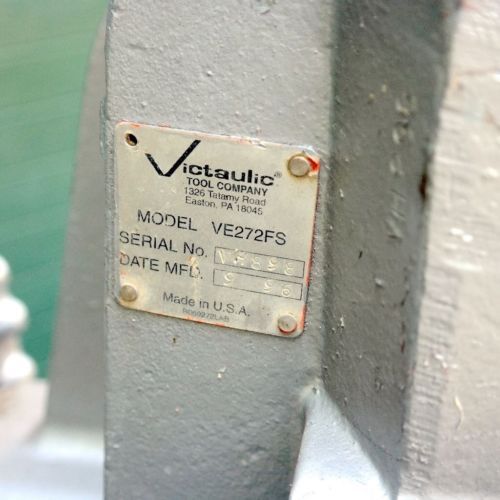 Victaulic®
TOOL COMPANY
1326 Tatamy Road
Easton, PA 18045
MODEL VE272FS
SERIAL No.
DATE MFD. 9 96
Made in U.S.A.